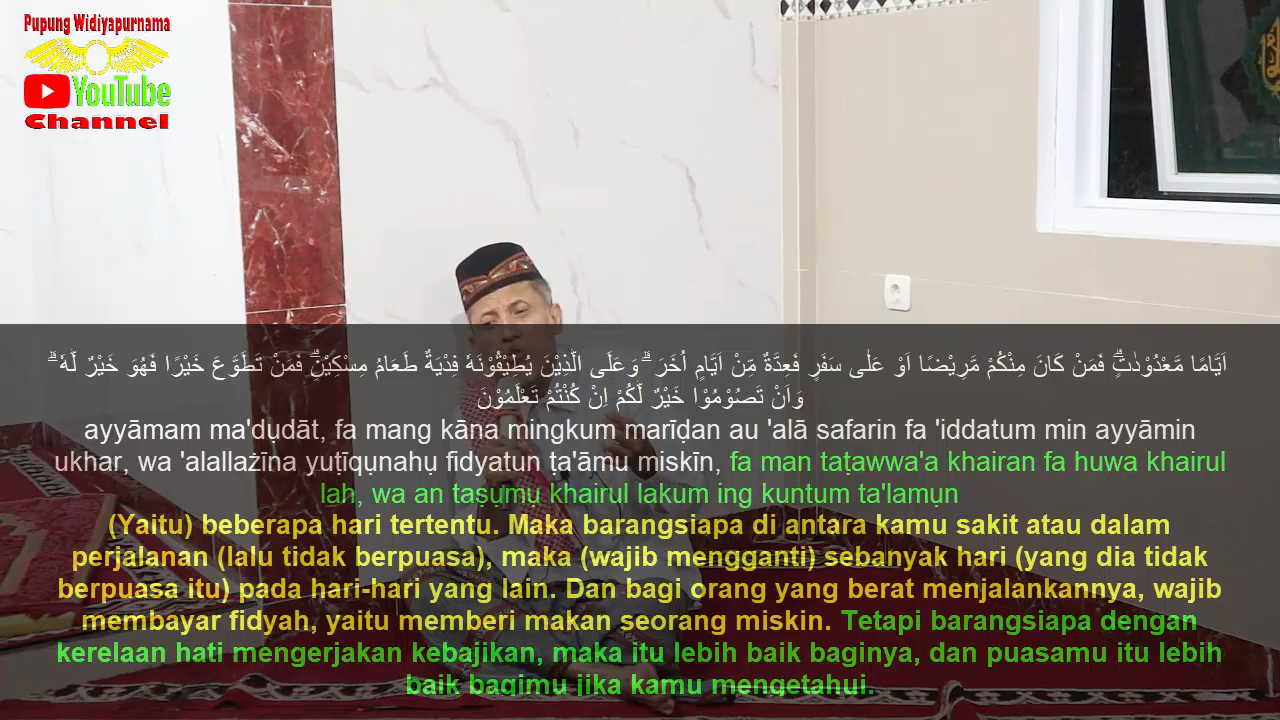 Pupung Widiyapurnama
YouTube
Channel
اَيَّامًا مَّعْدُوْدٰتٍۗ فَمَنْ كَانَ مِنْكُمْ مَّرِيْضًا اَوْ عَلٰى سَفَرٍ فَعِدَّةٌ مِّنْ اَيَّامٍ اُخَرَ ۗوَعَلَى الَّذِيْنَ يُطِيْقُوْنَهٗ فِدْيَةٌ طَعَامُ مِسْكِيْنٍۗ فَمَنْ تَطَوَّعَ خَيْرًا فَهُوَ خَيْرٌ لَّهٗ ۗ
وَاَنْ تَصُوْمُوْا خَيْرٌ لَّكُمْ اِنْ كُنْتُمْ تَعْلَمُوْنَ
ayyāmam ma'dụdāt, fa mang kāna mingkum marīḍan au 'alā safarin fa 'iddatum min ayyāmin
ukhar, wa 'alallażīna yuṭīqụnahụ fidyatun ṭa'āmu miskīn, fa man taṭawwa'a khairan fa huwa khairul
lah, wa an taṣụmụ khairul lakum ing kuntum ta'lamụn
(Yaitu) beberapa hari tertentu. Maka barangsiapa di antara kamu sakit atau dalam
perjalanan (lalu tidak berpuasa), maka (wajib mengganti) sebanyak hari (yang dia tidak
berpuasa itu) pada hari-hari yang lain. Dan bagi orang yang berat menjalankannya, wajib
membayar fidyah, yaitu memberi makan seorang miskin. Tetapi barangsiapa dengan
kerelaan hati mengerjakan kebajikan, maka itu lebih baik baginya, dan puasamu itu lebih
baik bagimu jika kamu mengetahui.